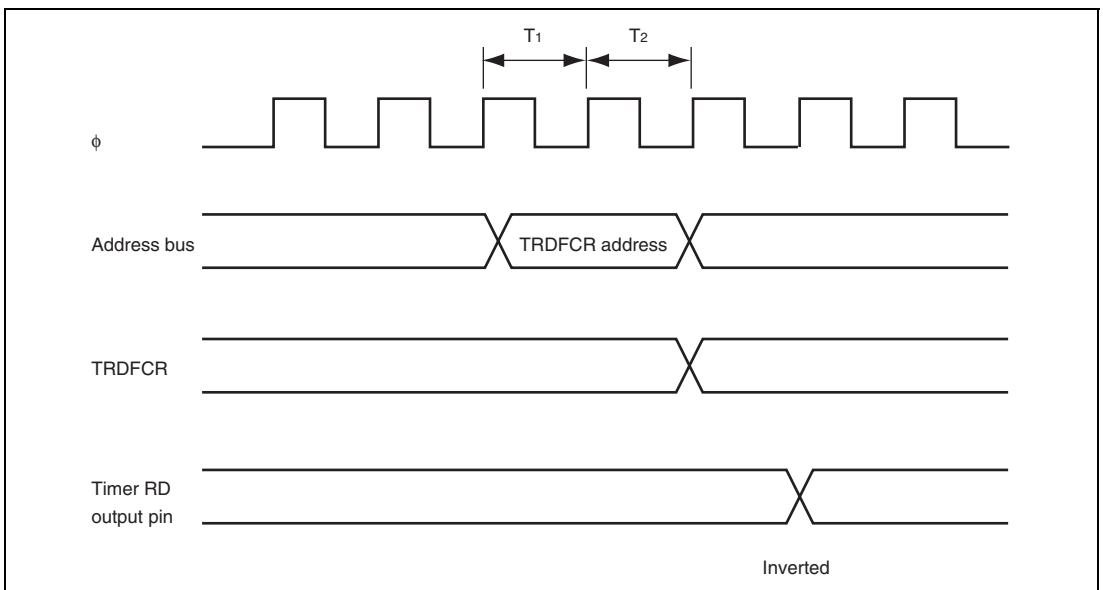 T1 T2
ϕ
Address bus
TRDFCR address
TRDFCR
Timer RD
output pin
Inverted